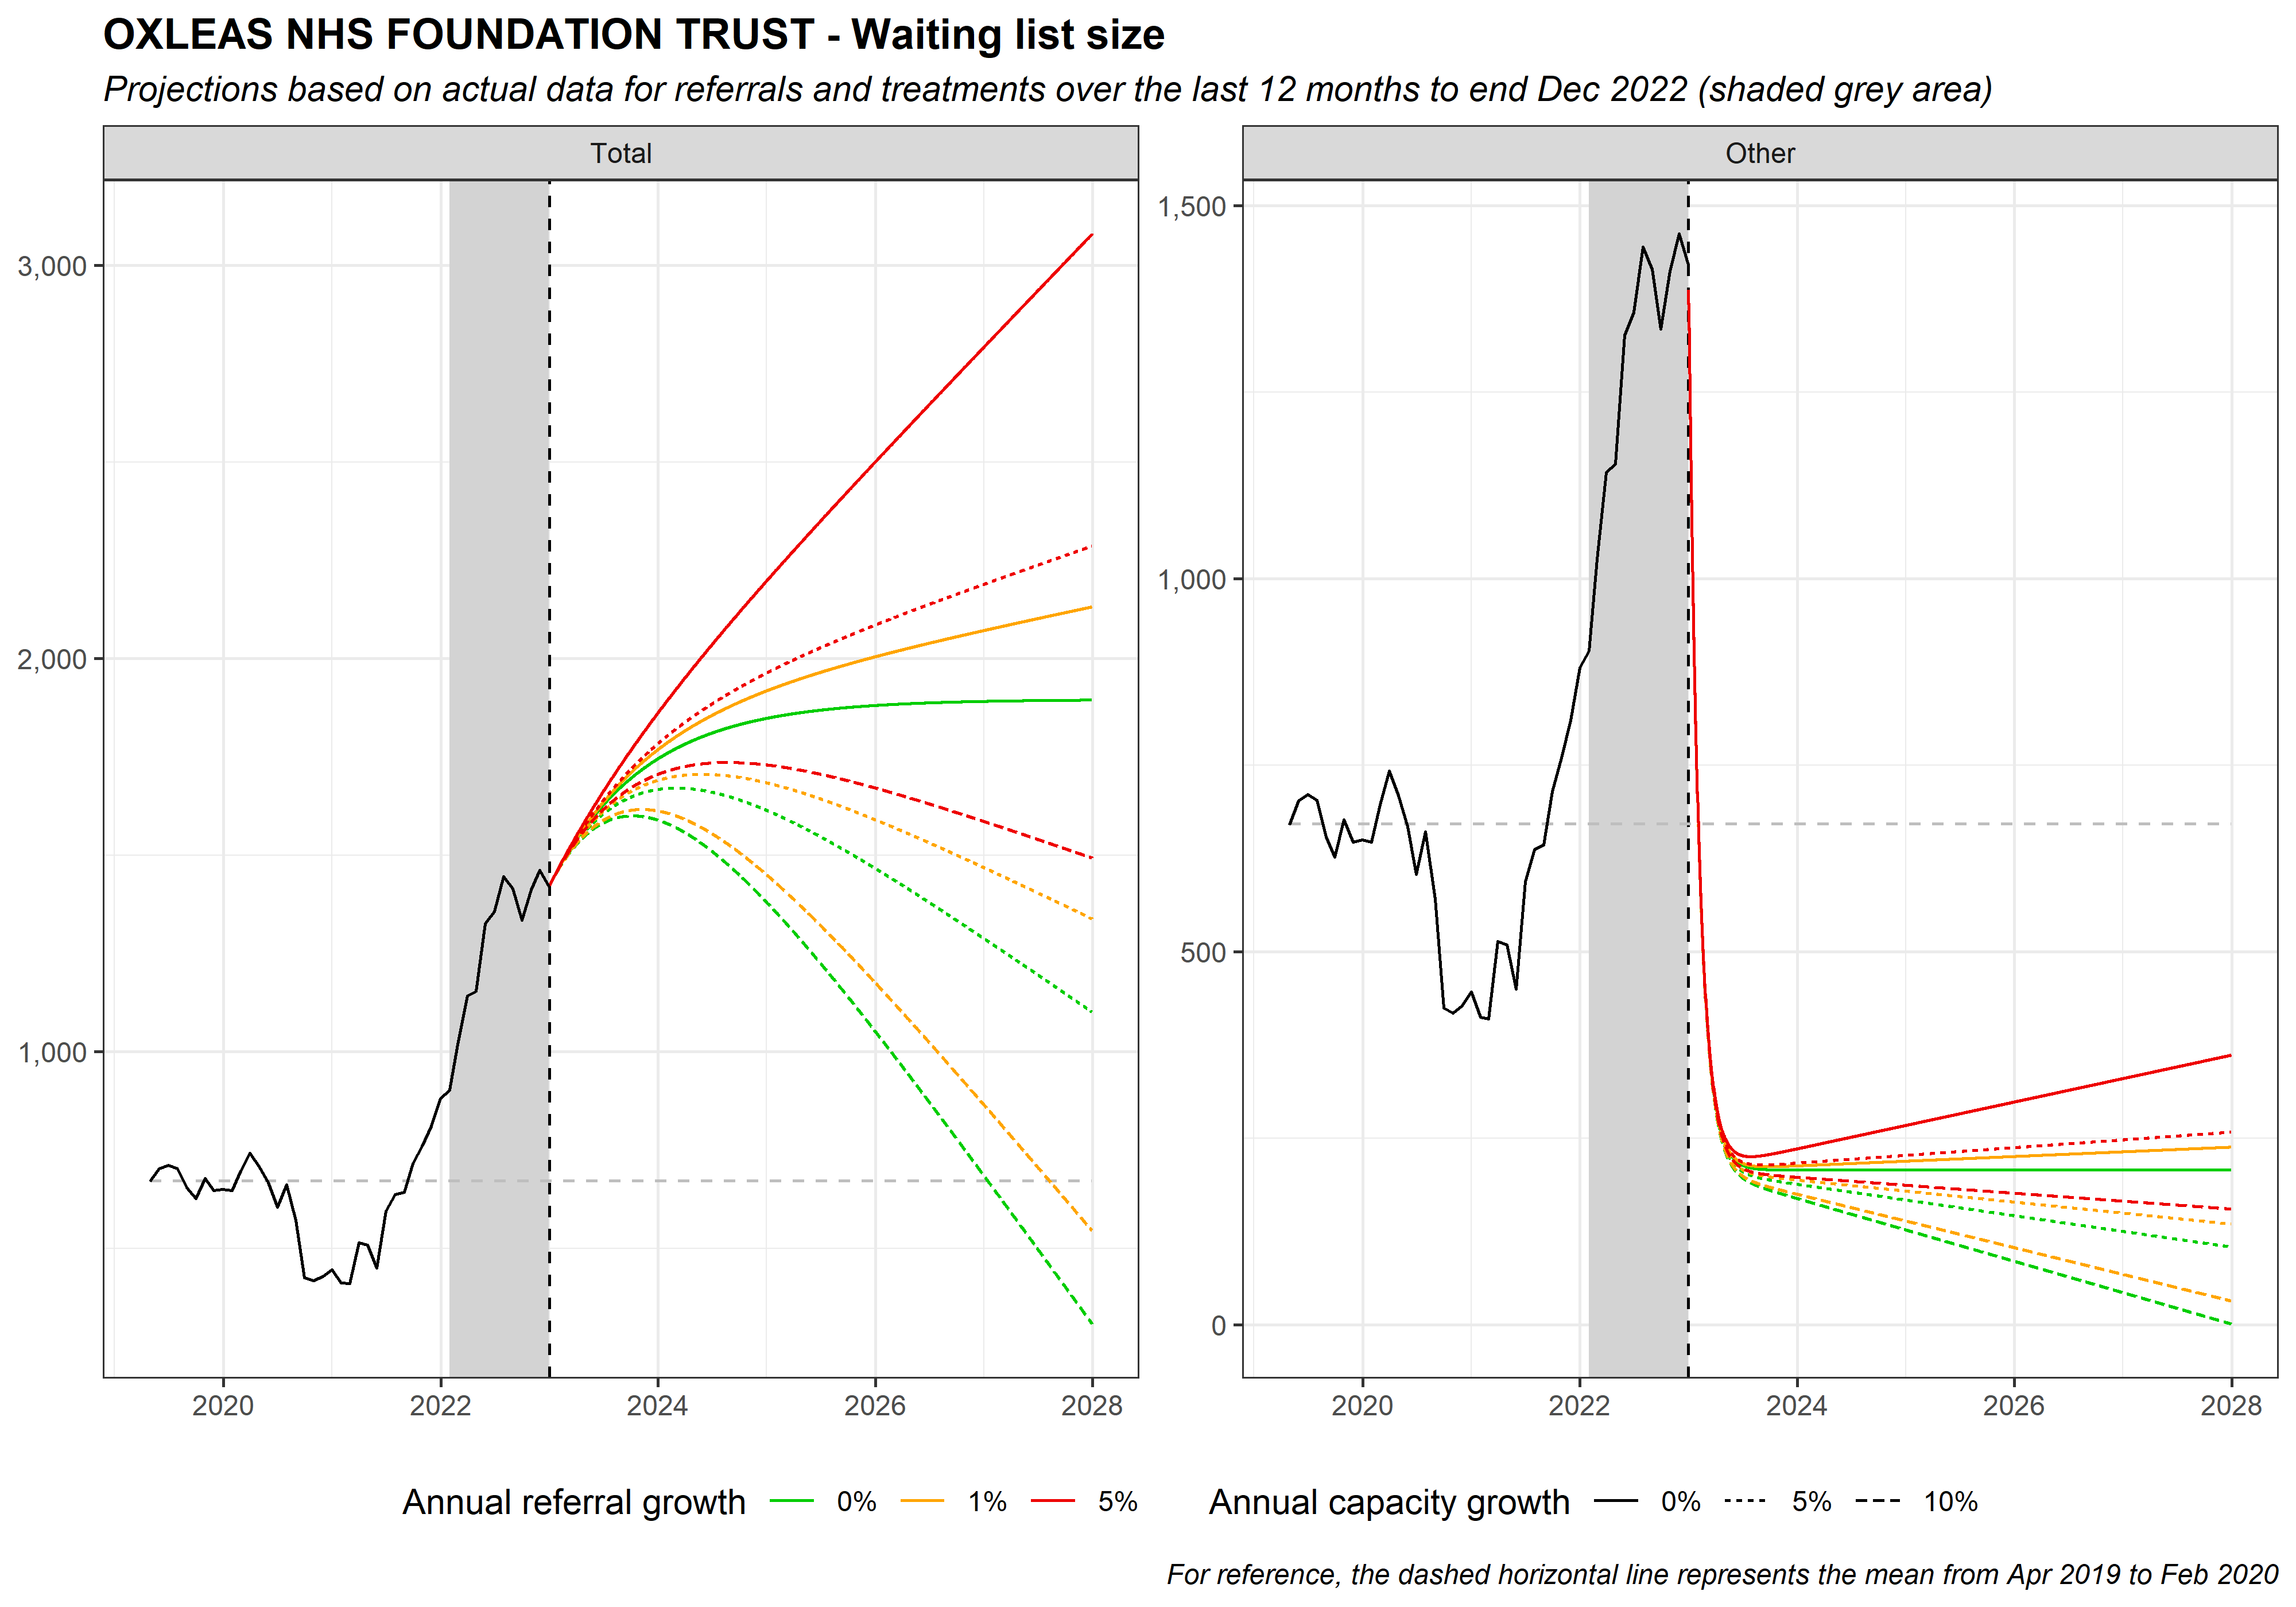 OXLEAS NHS FOUNDATION TRUST - Waiting list size
Projections based on actual data for referrals and treatments over the last 12 months to end Dec 2022 (shaded grey area)
Total
3,000
2,000
1,000
2020 2022 2024 2026 2028
Other
1,500
1,000
500
0
2020 2022 2024 2026 2028
Annual referral growth 0% 1% 5%
Annual capacity growth 0% 5% 10%
For reference, the dashed horizontal line represents the mean from Apr 2019 to Feb 2020